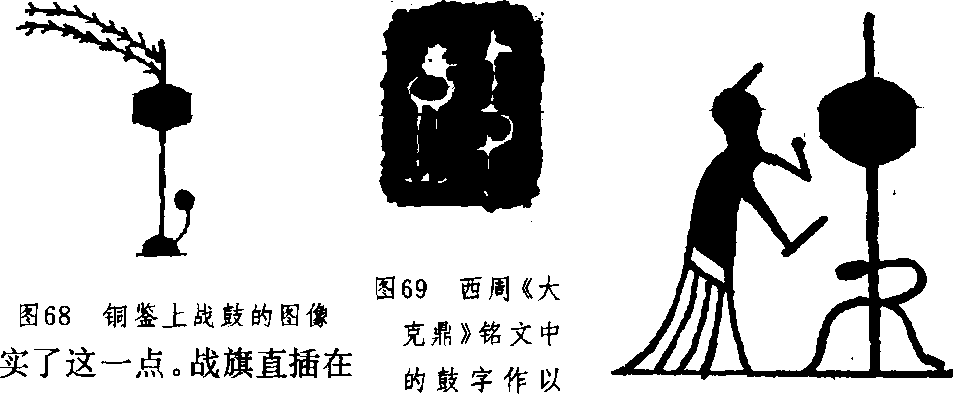 图68 铜鉴上战鼓的图像
实了这一点。战旗直插在
图69 西周《大
克鼎》铭文中
的鼓字作以